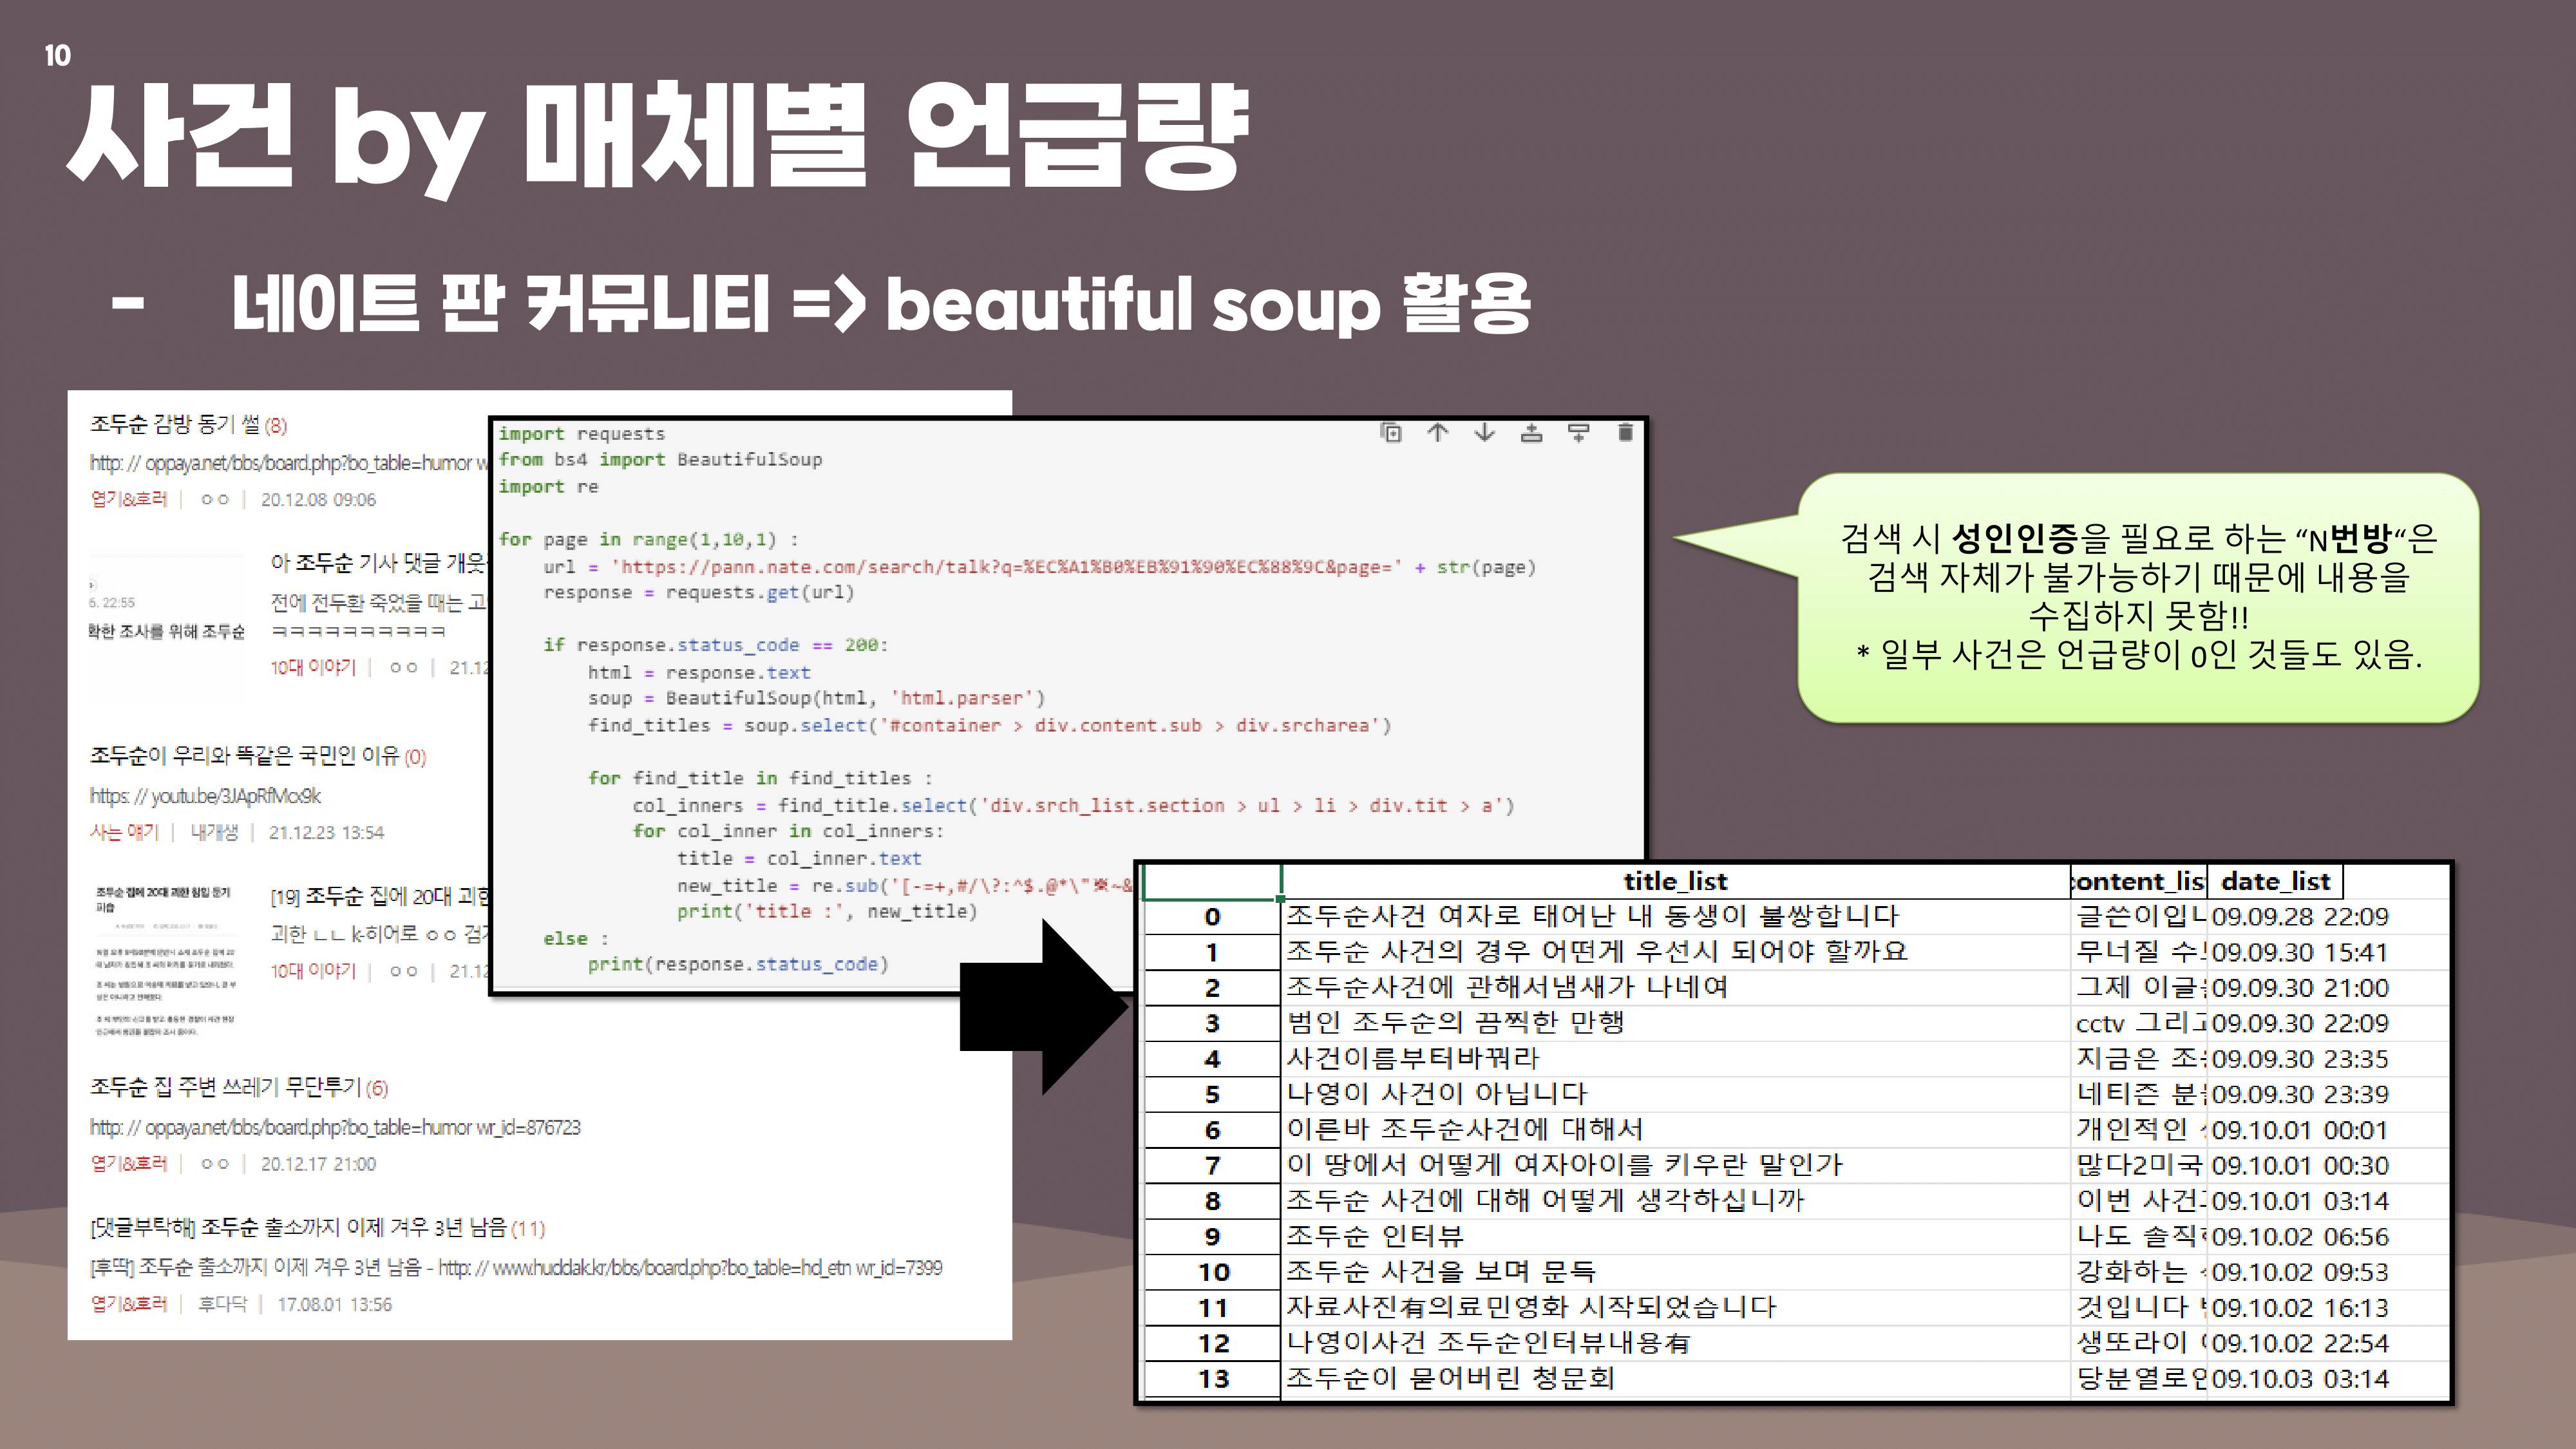 10
사건 by 매체별 언급량
- 네이트 판 커뮤니티 => beautiful soup 활용
조두순 감방 동기 썰 (8)
http: // oppaya.net/bbs/board.php?bo_table=humor w
엽기&호러 | ㅇㅇ | 20.12.08 09:06
아 조두순 기사 댓글 개웃
6. 22:55
전에 전두환 죽었을 때는 고
확한 조사를 위해 조두순
ㅋㅋㅋㅋㅋㅋㅋㅋㅋㅋ
10대 이야기 | ㅇㅇ | 21.12
조두순이 우리와 똑같은 국민인 이유 (0)
https: // youtu.be/3JApRfMcx9k
사는 얘기 | 내개생 | 21.12.23 13:54
조두순 집에 20대 괴한 침입 둔기
피습
[19] 조두순 집에 20대 괴한
괴한 ㄴㄴ k-히어로 ㅇㅇ 검거
10대 이야기 | ㅇㅇ | 21.12
조두순 집 주변 쓰레기 무단투기 (6)
http: // oppaya.net/bbs/board.php?bo_table=humor wr_id=876723
엽기&호러 | ㅇㅇ | 20.12.17 21:00
[댓글부탁해] 조두순 출소까지 이제 겨우 3년 남음 (11)
[후딱] 조두순 출소까지 이제 겨우 3년 남음 - http: // www.huddak.kr/bbs/board.php?bo_table=hd_etn wr_id=7399
엽기&호러 | 후다닥 | 17.08.01 13:56
import requests
from bs4 import BeautifulSoup
import re
for page in range(1,10,1) :
url = 'https://pann.nate.com/search/talk?q=%EC%A1%B0%EB%91%90%EC%88%9C&page=' + str(page)
response = requests.get(url)
if response.status_code == 200:
html = response.text
soup = BeautifulSoup(html, 'html.parser')
find_titles = soup.select('#container > div.content.sub > div.srcharea')
for find_title in find_titles :
col_inners = find_title.select('div.srch_list.section > ul > li > div.tit > a')
for col_inner in col_inners:
title = col_inner.text
new_title = re.sub('[-=+,#/\?:^$.@*\"※~&
print('title :', new_title)
else :
print(response.status_code)
검색 시 성인인증을 필요로 하는 “N번방“은
검색 자체가 불가능하기 때문에 내용을
수집하지 못함!!
* 일부 사건은 언급량이 0인 것들도 있음.
title_list content_lis date_list
0 조두순사건 여자로 태어난 내 동생이 불쌍합니다 글쓴이입니 09.09.28 22:09
1 조두순 사건의 경우 어떤게 우선시 되어야 할까요 무너질 수 09.09.30 15:41
2 조두순사건에 관해서냄새가 나네여 그제 이글 09.09.30 21:00
3 범인 조두순의 끔찍한 만행 cctv 그리고 09.09.30 22:09
4 사건이름부터바꿔라 지금은 조 09.09.30 23:35
5 나영이 사건이 아닙니다 네티즌 분 09.09.30 23:39
6 이른바 조두순사건에 대해서 개인적인 09.10.01 00:01
7 이 땅에서 어떻게 여자아이를 키우란 말인가 많다2미국 09.10.01 00:30
8 조두순 사건에 대해 어떻게 생각하십니까 이번 사건 09.10.01 03:14
9 조두순 인터뷰 나도 솔직 09.10.02 06:56
10 조두순 사건을 보며 문득 강화하는 09.10.02 09:53
11 자료사진有의료민영화 시작되었습니다 것입니다 09.10.02 16:13
12 나영이사건 조두순인터뷰내용有 생또라이 09.10.02 22:54
13 조두순이 묻어버린 청문회 당분열로인 09.10.03 03:14